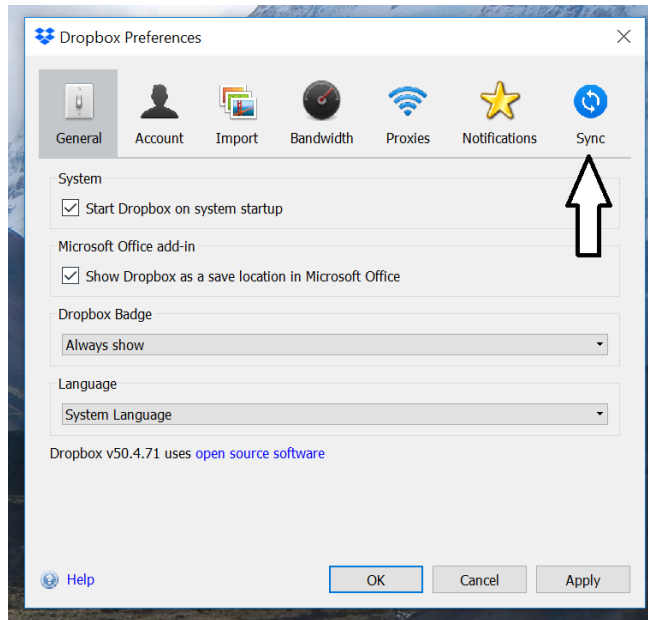 Dropbox Preferences
General Account Import Bandwidth Proxies Notifications Sync
System
Start Dropbox on system startup
Microsoft Office add-in
Show Dropbox as a save location in Microsoft Office
Dropbox Badge
Always show
Language
System Language
Dropbox v50.4.71 uses open source software
Help OK Cancel Apply